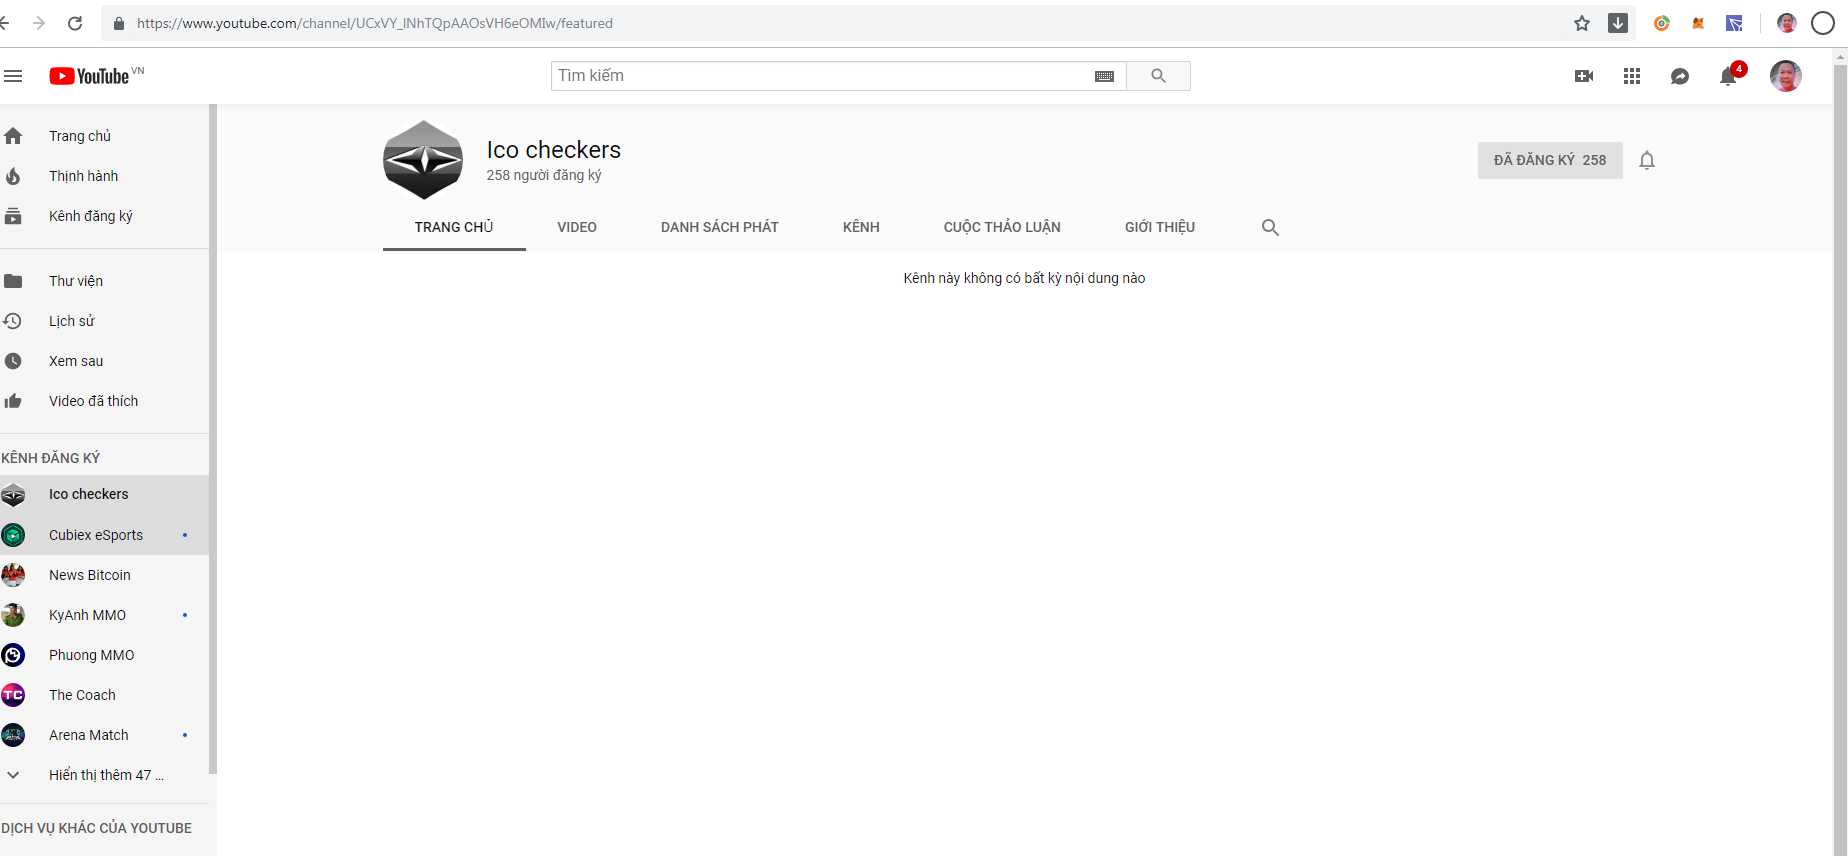 https://www.youtube.com/channel/UCxVY_lNhTQpAAOsVH6eOMIw/featured
YouTube VN
Tìm kiếm
4
Trang chủ
Thịnh hành
Kênh đăng ký
Thư viện
Lịch sử
Xem sau
Video đã thích
KÊNH ĐĂNG KÝ
Ico checkers
Cubiex eSports
News Bitcoin
KyAnh MMO
Phuong MMO
TC
The Coach
Arena Match
Hiển thị thêm 47 ...
DỊCH VỤ KHÁC CỦA YOUTUBE
Ico checkers
258 người đăng ký
ĐÃ ĐĂNG KÝ 258
TRANG CHỦ VIDEO DANH SÁCH PHÁT KÊNH CUỘC THẢO LUẬN GIỚI THIỆU
Kênh này không có bất kỳ nội dung nào